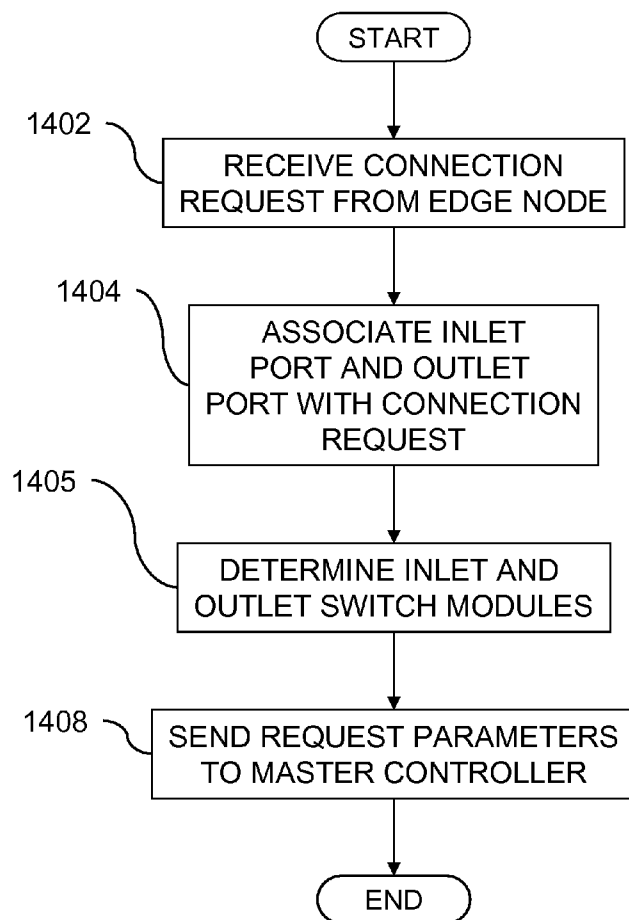 START
1402
RECEIVE CONNECTION
REQUEST FROM EDGE NODE
1404
ASSOCIATE INLET
PORT AND OUTLET
PORT WITH CONNECTION
REQUEST
1405
DETERMINE INLET AND
OUTLET SWITCH MODULES
1408
SEND REQUEST PARAMETERS
TO MASTER CONTROLLER
END